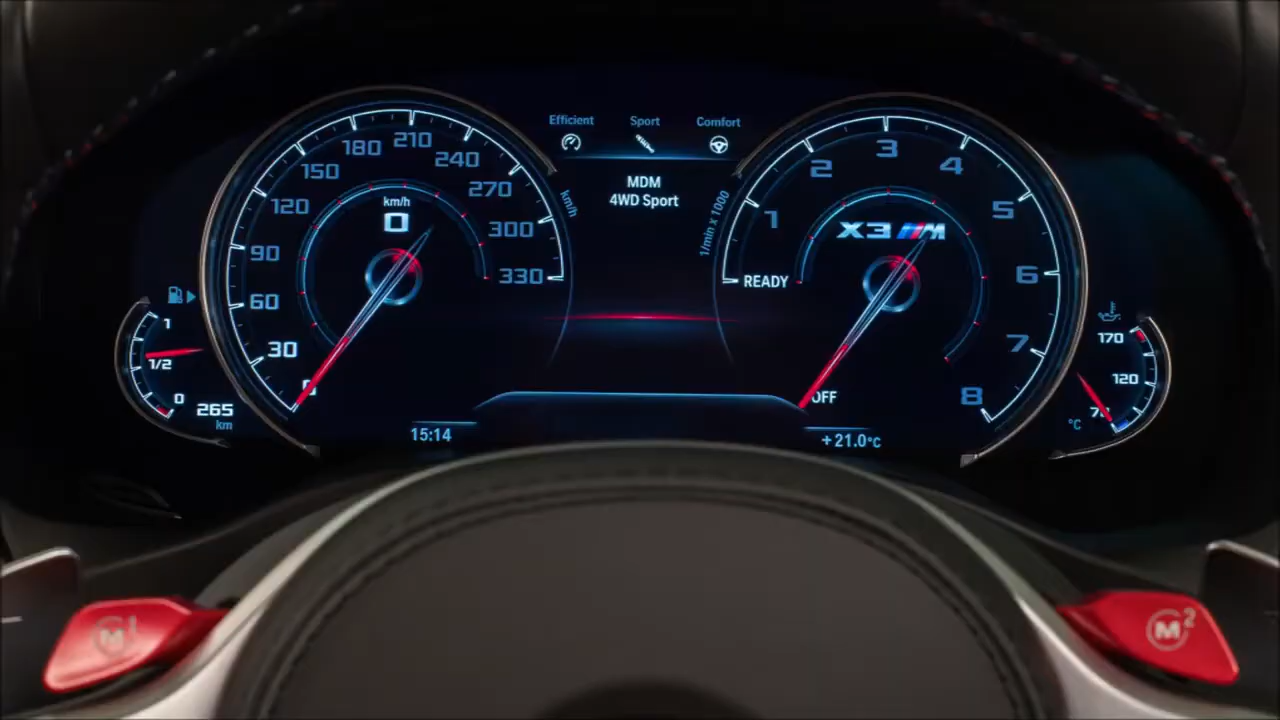 Efficient
Sport
Comfort
MDM
4WD Sport
km/h
0
km/h
30
60
90
120
150
180
210
240
270
300
330
1/min x 1000
X3 M
READY
OFF
1
2
3
4
5
6
7
8
1
1/2
0
265
km
170
120
°C
15:14
+21.0°C
M1
M2